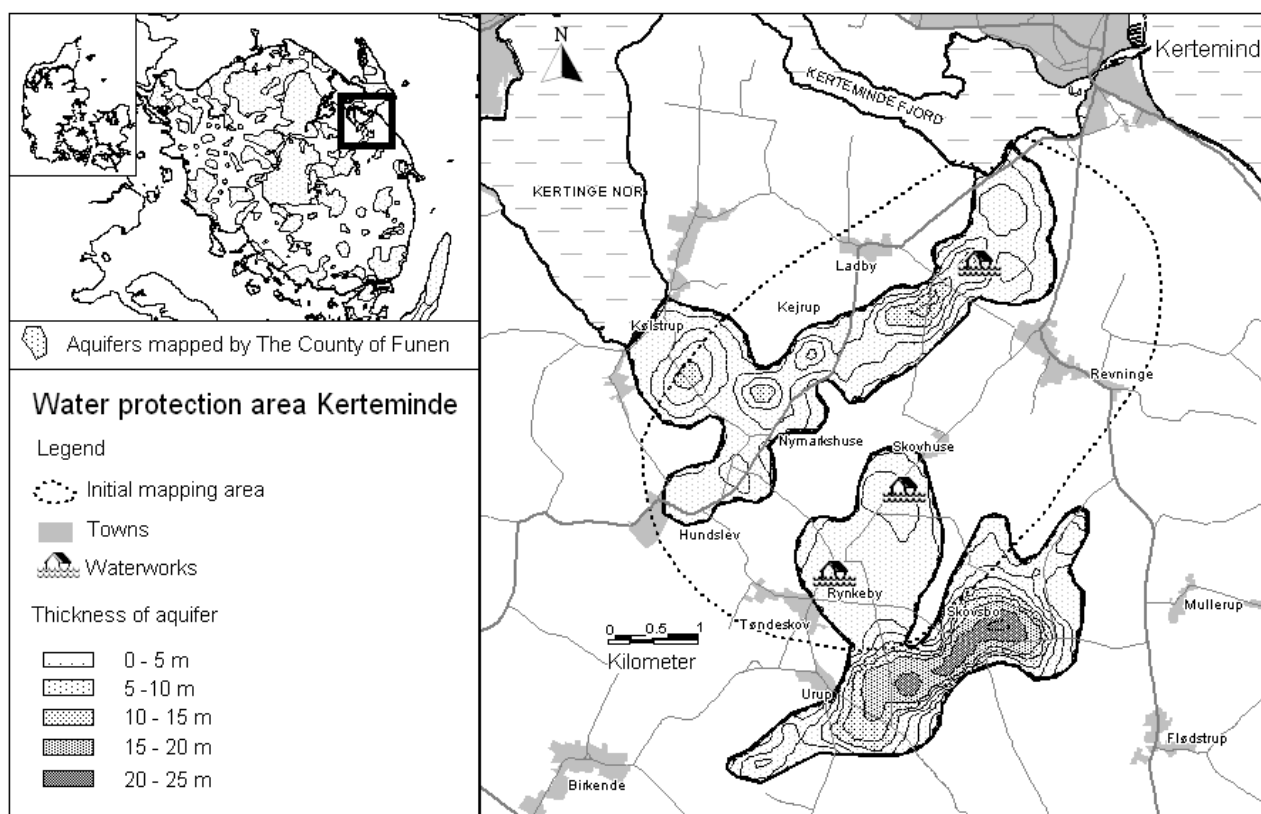 Aquifers mapped by The County of Funen
Water protection area Kerteminde
Legend
Initial mapping area
Towns
Waterworks
Thickness of aquifer
0 - 5 m
5 -10 m
10 - 15 m
15 - 20 m
20 - 25 m
N
Kertemind
KERTEMINDE FJORD
KERTINGE NOR
Ladby
Kejrup
Kølstrup
Revninge
Nymarkshuse
Skovhuse
Hundslev
Rynkeby
Skovsbo
Mullerup
Tøndeskov
0 0.5 1
Kilometer
Urup
Flødstrup
Birkende